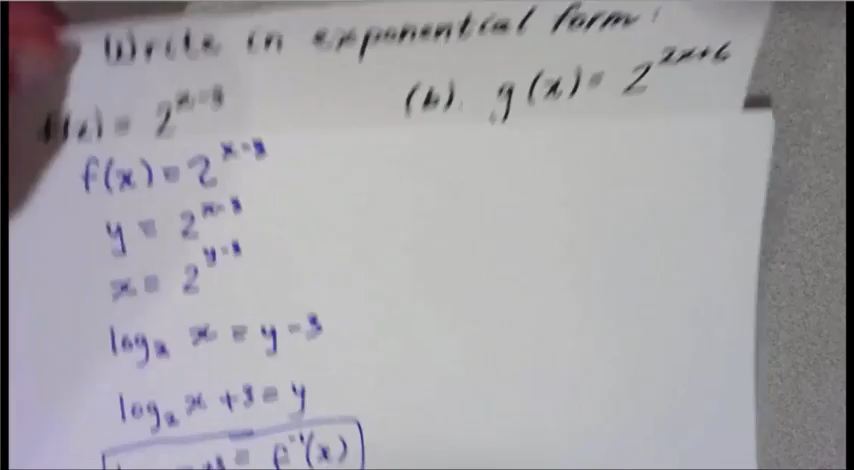 Write in exponential form:
f(x) = 2^(x-3) (b). g(x) = 2^(2x+6)
f(x) = 2^(x-3)
y = 2^(x-3)
x = 2^(y-3)
log₂ x = y - 3
log₂ x + 3 = y
= f⁻¹(x)